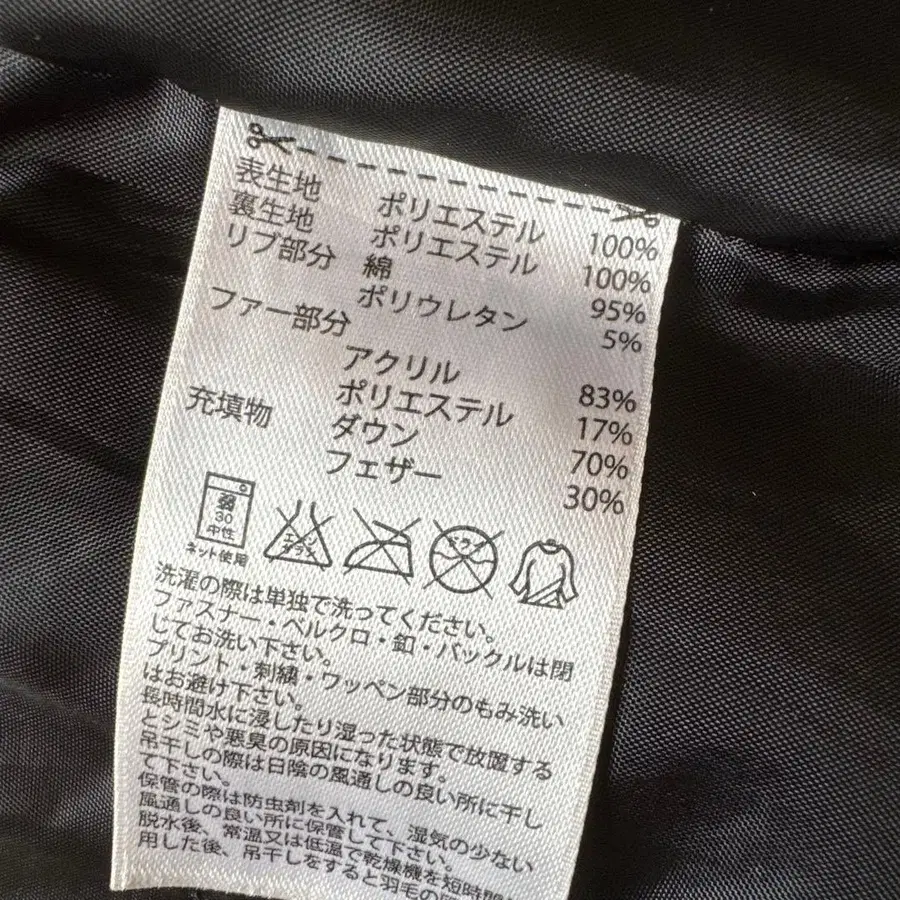 表生地 ポリエステル 100%
裏生地 ポリエステル 100%
リブ部分 綿 95%
ポリウレタン 5%
ファー部分
アクリル 83%
ポリエステル 17%
充填物 ダウン 70%
フェザー 30%
弱
30
中性
ネット使用
エンソ
サラシ
ドライ
洗濯の際は単独で洗ってください。
ファスナー・ベルクロ・釦・バックルは閉
じてお洗い下さい。
プリント・刺繍・ワッペン部分のもみ洗い
はお避け下さい。
長時間水に浸したり湿った状態で放置する
とシミや悪臭の原因になります。
吊干しの際は日陰の風通しの良い所に干し
て下さい。
保管の際は防虫剤を入れて、湿気の少ない
風通しの良い所に保管して下さい。
脱水後、常温又は低温で乾燥機を短時間
用した後、吊干しをすると羽毛の